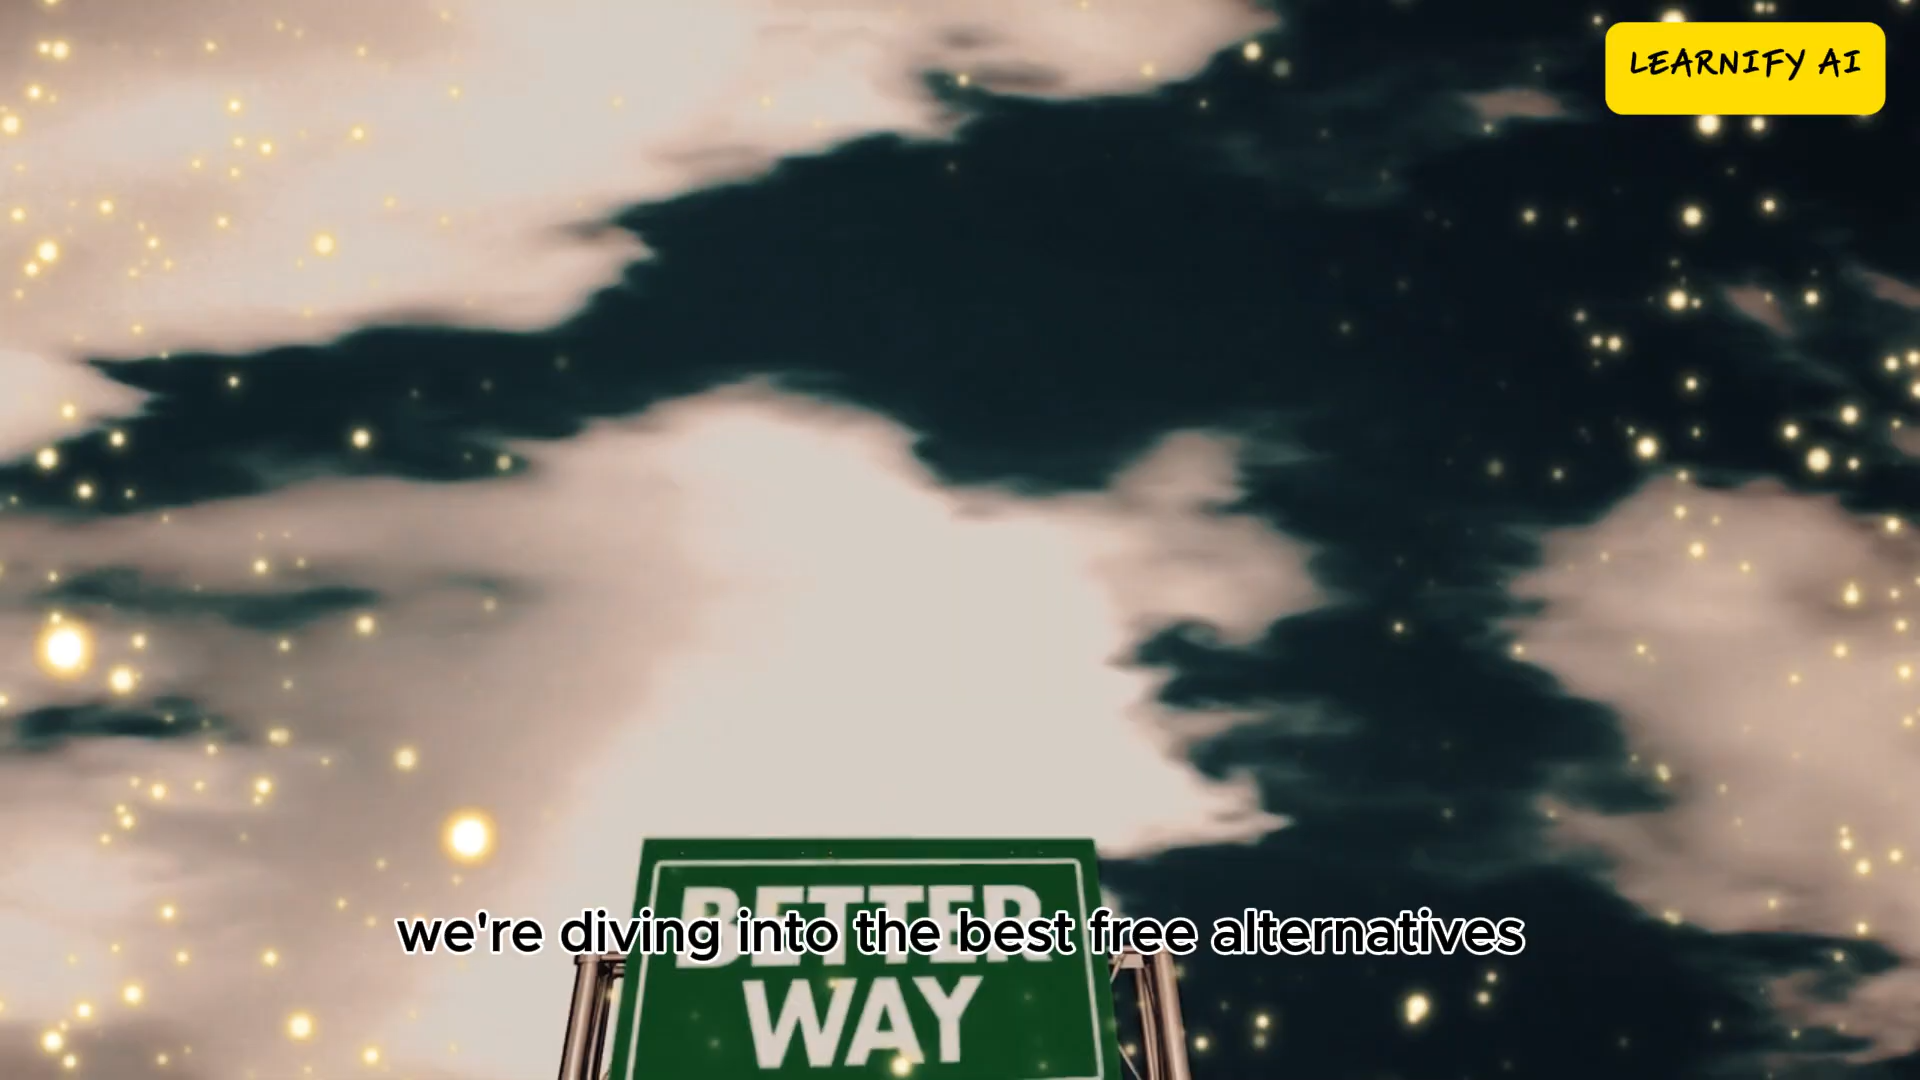 LEARNIFY AI
BETTER
we're diving into the best free alternatives
WAY